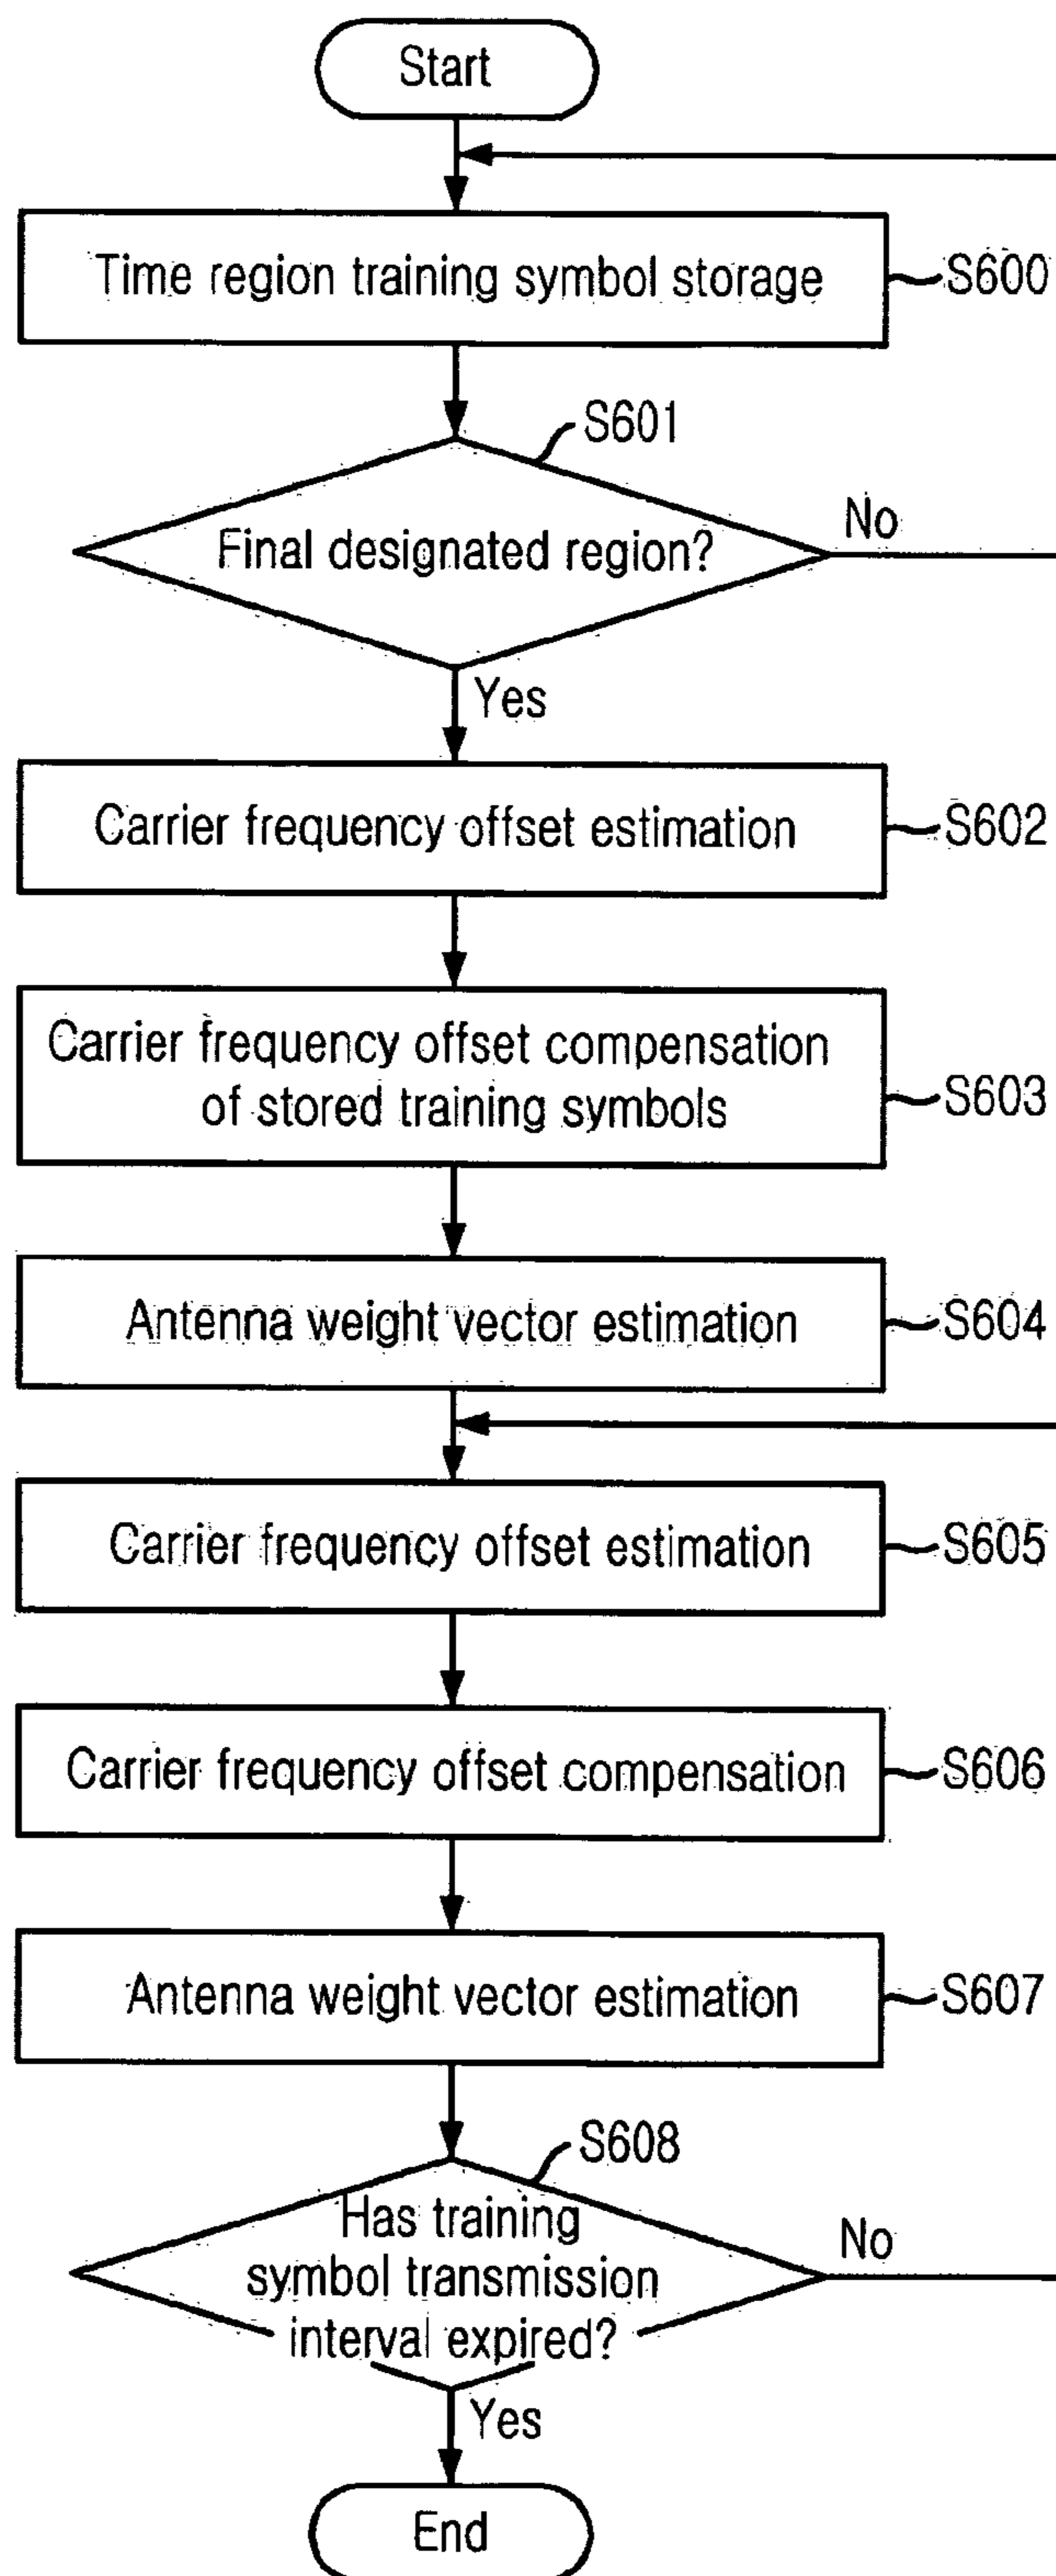 Start
Time region training symbol storage
S600
S601
Final designated region?
No
Yes
Carrier frequency offset estimation
S602
Carrier frequency offset compensation
of stored training symbols
S603
Antenna weight vector estimation
S604
Carrier frequency offset estimation
S605
Carrier frequency offset compensation
S606
Antenna weight vector estimation
S607
S608
Has training
symbol transmission
interval expired?
No
Yes
End